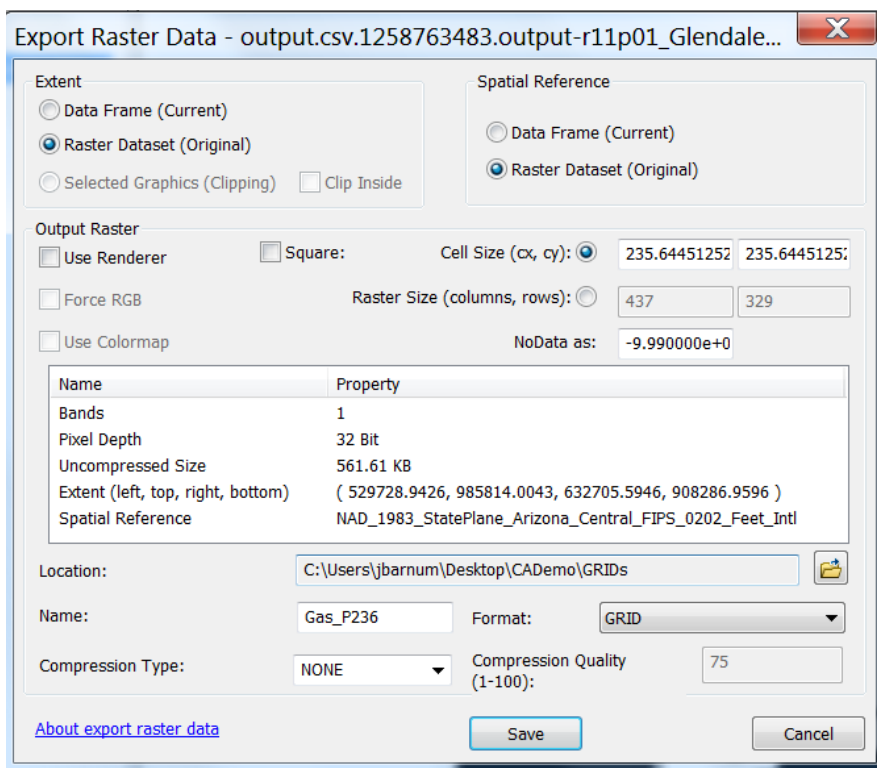 Export Raster Data - output.csv.1258763483.output-r11p01_Glendale...
Extent
Data Frame (Current)
Raster Dataset (Original)
Selected Graphics (Clipping) Clip Inside
Spatial Reference
Data Frame (Current)
Raster Dataset (Original)
Output Raster
Use Renderer Square: Cell Size (cx, cy): 235.64451252 235.64451252
Force RGB Raster Size (columns, rows): 437 329
Use Colormap NoData as: -9.990000e+0
Name Property
Bands 1
Pixel Depth 32 Bit
Uncompressed Size 561.61 KB
Extent (left, top, right, bottom) ( 529728.9426, 985814.0043, 632705.5946, 908286.9596 )
Spatial Reference NAD_1983_StatePlane_Arizona_Central_FIPS_0202_Feet_Intl
Location: C:\Users\jbarnum\Desktop\CADemo\GRIDs
Name: Gas_P236 Format: GRID
Compression Type: NONE Compression Quality (1-100): 75
About export raster data Save Cancel